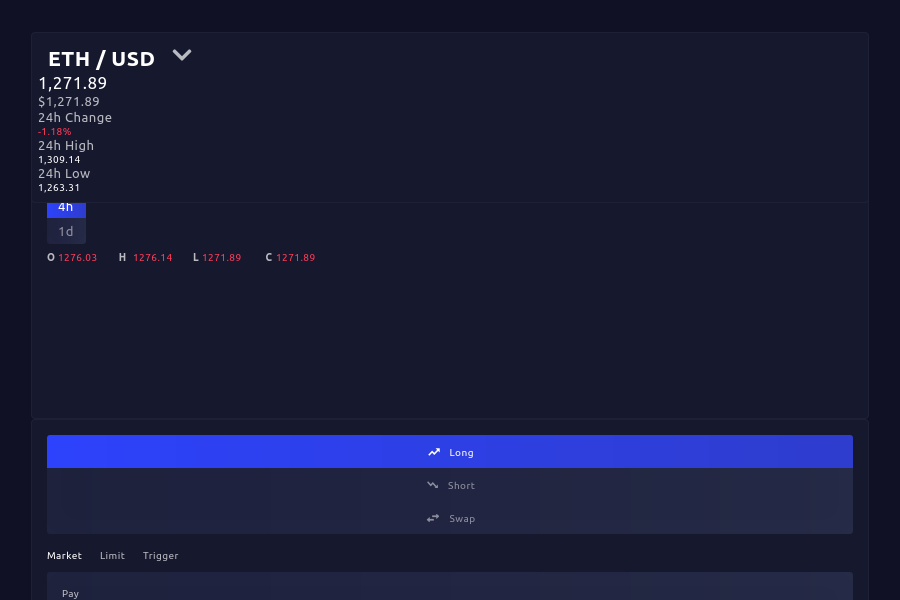 ETH / USD
1,271.89
$1,271.89
24h Change
-1.18%
24h High
1,309.14
24h Low
1,263.31
4h
1d
O 1276.03 H 1276.14 L 1271.89 C 1271.89
Long
Short
Swap
Market Limit Trigger
Pay